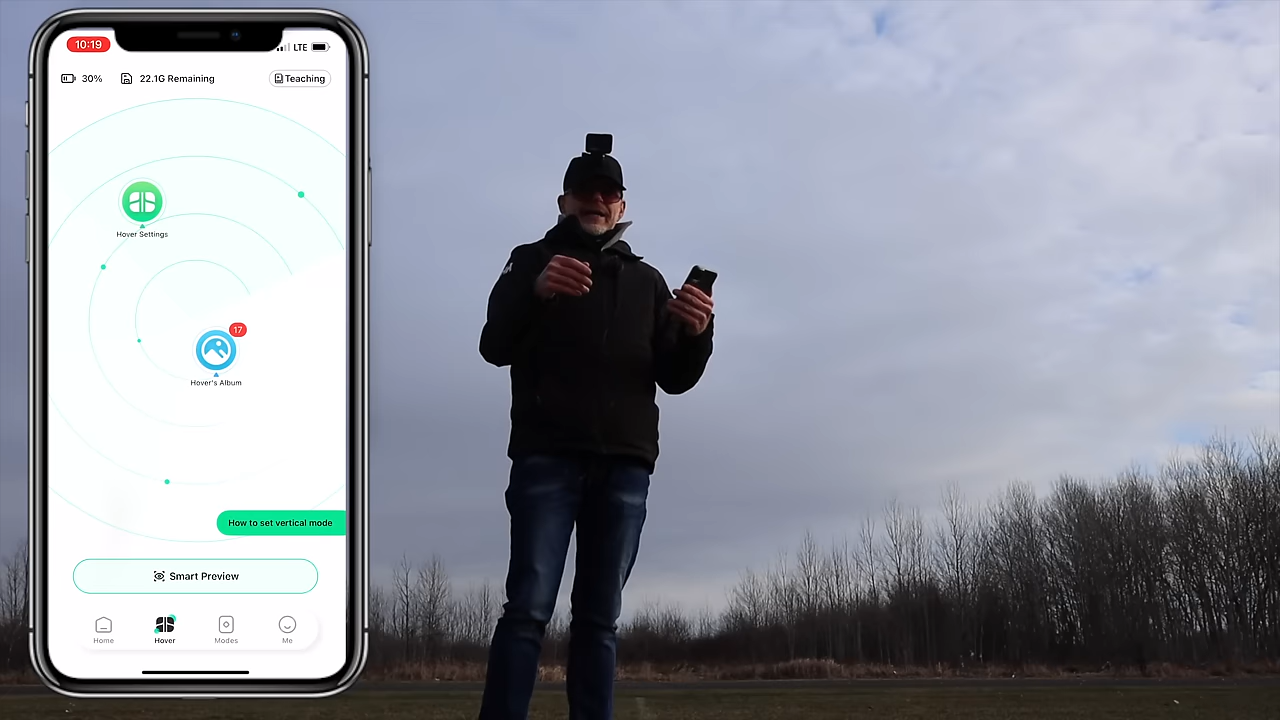 10:19
LTE
30%
22.1G Remaining
Teaching
Hover Settings
17
Hover's Album
How to set vertical mode
Smart Preview
Home
Hover
Modes
Me